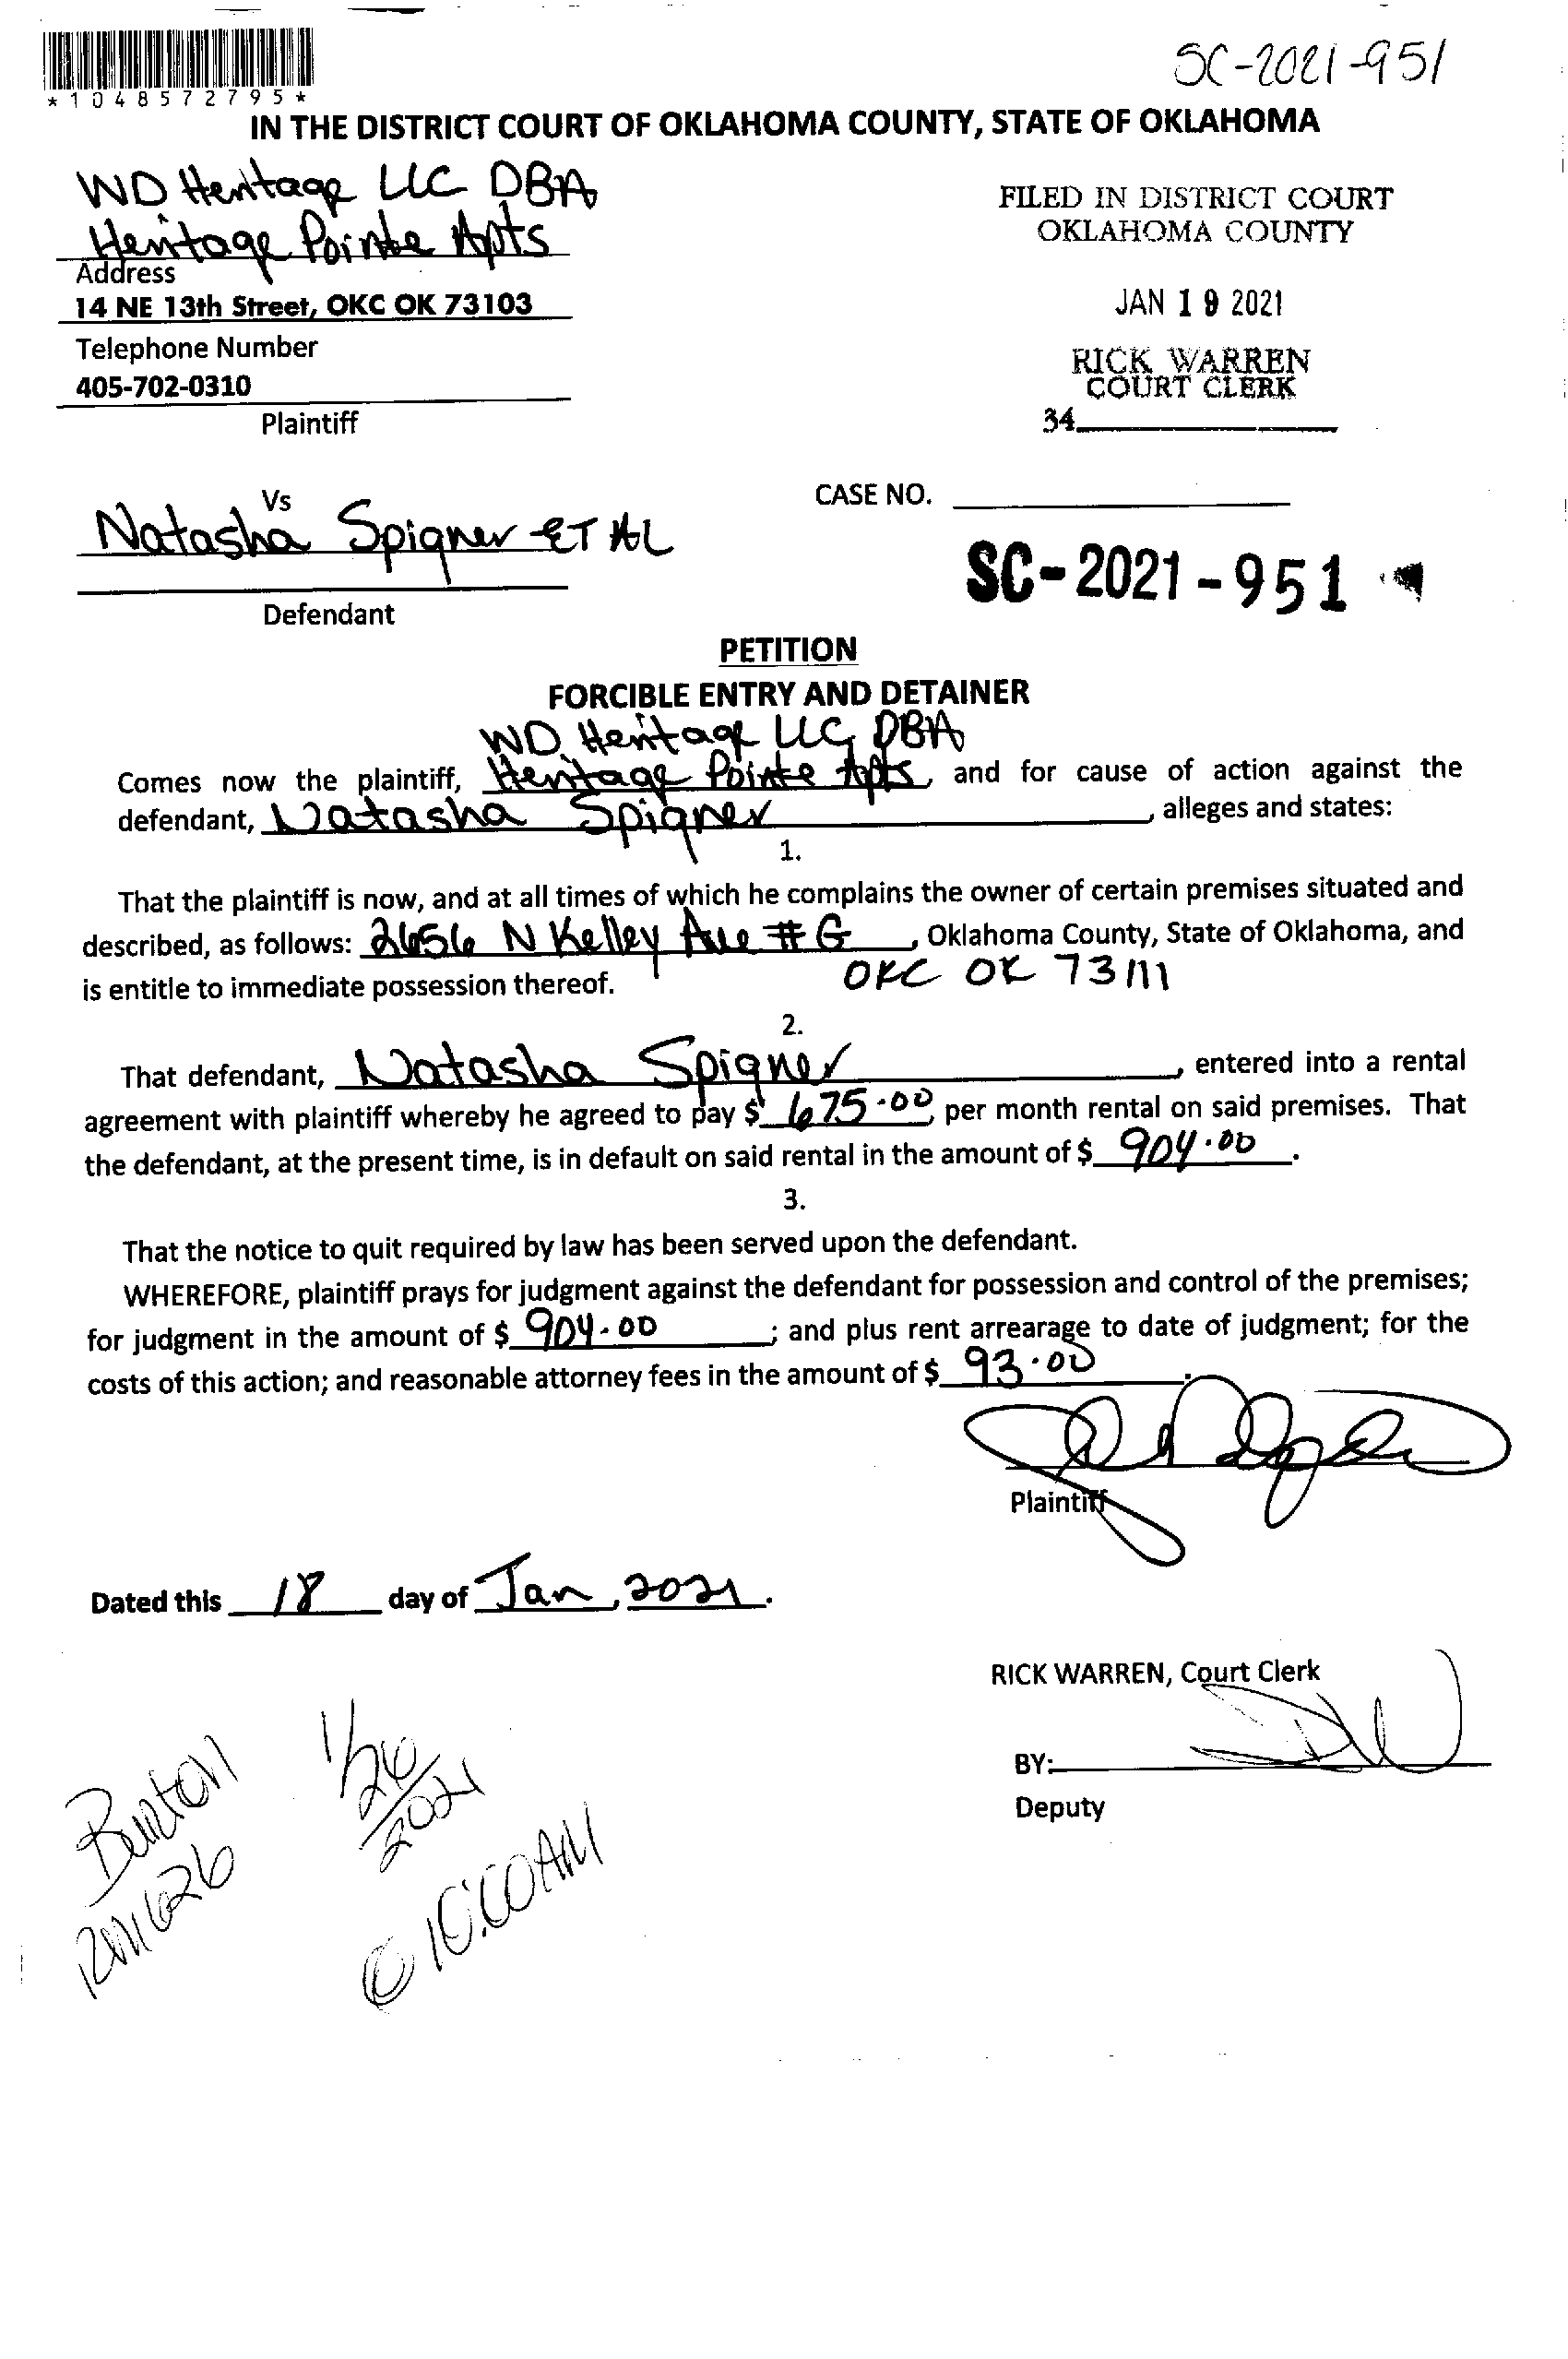 *1048572795*
SC-2021-951
IN THE DISTRICT COURT OF OKLAHOMA COUNTY, STATE OF OKLAHOMA
WD Heritage LLC DBA
Heritage Pointe Apts
Address
14 NE 13th Street, OKC OK 73103
Telephone Number
405-702-0310
Plaintiff
FILED IN DISTRICT COURT
OKLAHOMA COUNTY
JAN 19 2021
RICK WARREN
COURT CLERK
34
Vs
Natasha Spigner ET AL
Defendant
CASE NO.
SC-2021-951
PETITION
FORCIBLE ENTRY AND DETAINER
WD Heritage LLC, DBA
Comes now the plaintiff, Heritage Pointe Apts, and for cause of action against the
defendant, Natasha Spigner, alleges and states:
1.
That the plaintiff is now, and at all times of which he complains the owner of certain premises situated and
described, as follows: 2656 N Kelley Ave #G, Oklahoma County, State of Oklahoma, and
is entitle to immediate possession thereof. OKC OK 73111
2.
That defendant, Natasha Spigner, entered into a rental
agreement with plaintiff whereby he agreed to pay $ 675.00, per month rental on said premises. That
the defendant, at the present time, is in default on said rental in the amount of $ 904.00.
3.
That the notice to quit required by law has been served upon the defendant.
WHEREFORE, plaintiff prays for judgment against the defendant for possession and control of the premises;
for judgment in the amount of $ 904.00; and plus rent arrearage to date of judgment; for the
costs of this action; and reasonable attorney fees in the amount of $ 93.00.
Plaintiff
Dated this 18 day of Jan, 2021.
RICK WARREN, Court Clerk
BY:
Deputy
Burton
RM 626
1/26/2021
@ 10:00AM